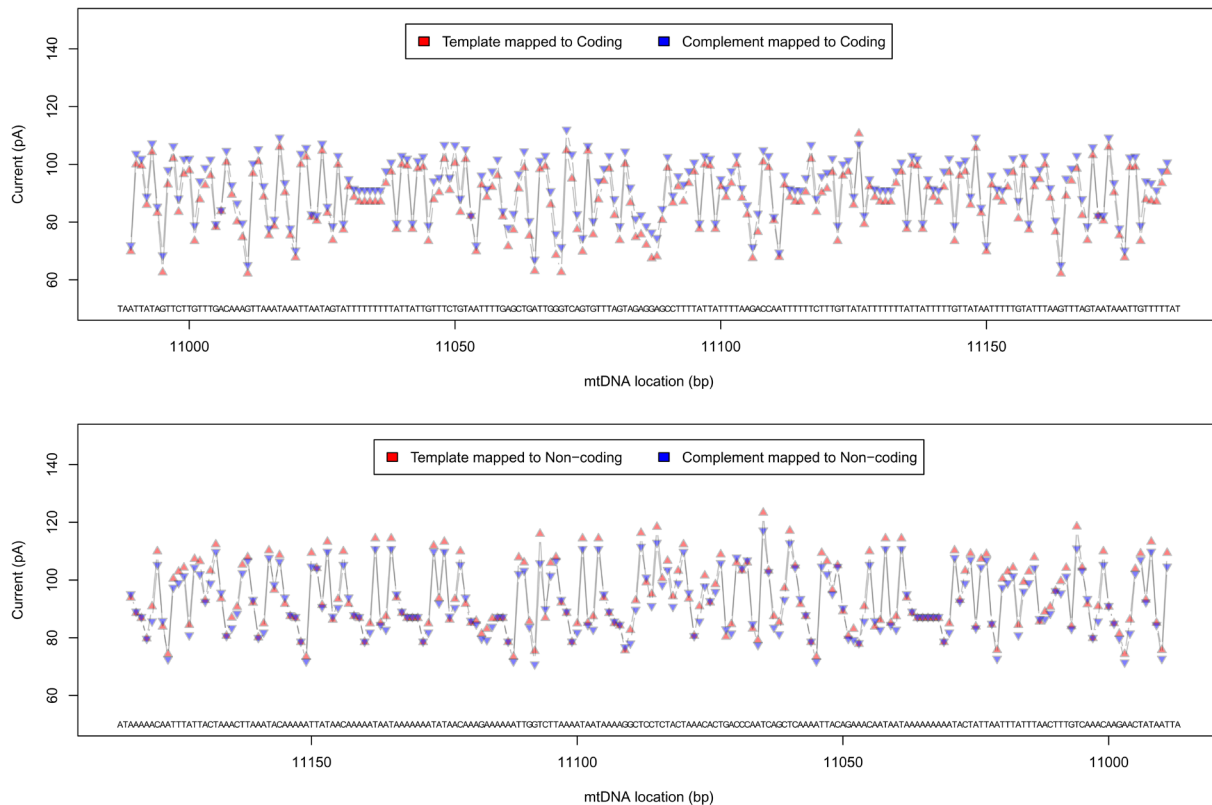 140
120
100
80
60
Current (pA)
Template mapped to Coding
Complement mapped to Coding
TAATTATAGTTCTTGTTTGACAAAGTTAAATAAATTAATAGTATTTTTTTTTATTATTGTTTCTGTAATTTTGAGCTGATTGGGTCAGTGTTTAGTAGAGGAGCCTTTTATTATTTTAAGACCAATTTTTTCTTTGTTATATTTTTTTATTATTTTTGTTATAATTTTTGTATTTAAGTTTAGTAATAAATTGTTTTTAT
11000 11050 11100 11150
mtDNA location (bp)
140
120
100
80
60
Current (pA)
Template mapped to Non−coding
Complement mapped to Non−coding
ATAAAAACAATTTATTACTAAACTTAAATACAAAAATTATAACAAAAATAATAAAAAAATATAACAAAGAAAAAATTGGTCTTAAAATAATAAAAGGCTCCTCTACTAAACACTGACCCAATCAGCTCAAAATTACAGAAACAATAATAAAAAAAAATACTATTAATTTATTTAACTTTGTCAAACAAGAACTATAATTA
11150 11100 11050 11000
mtDNA location (bp)